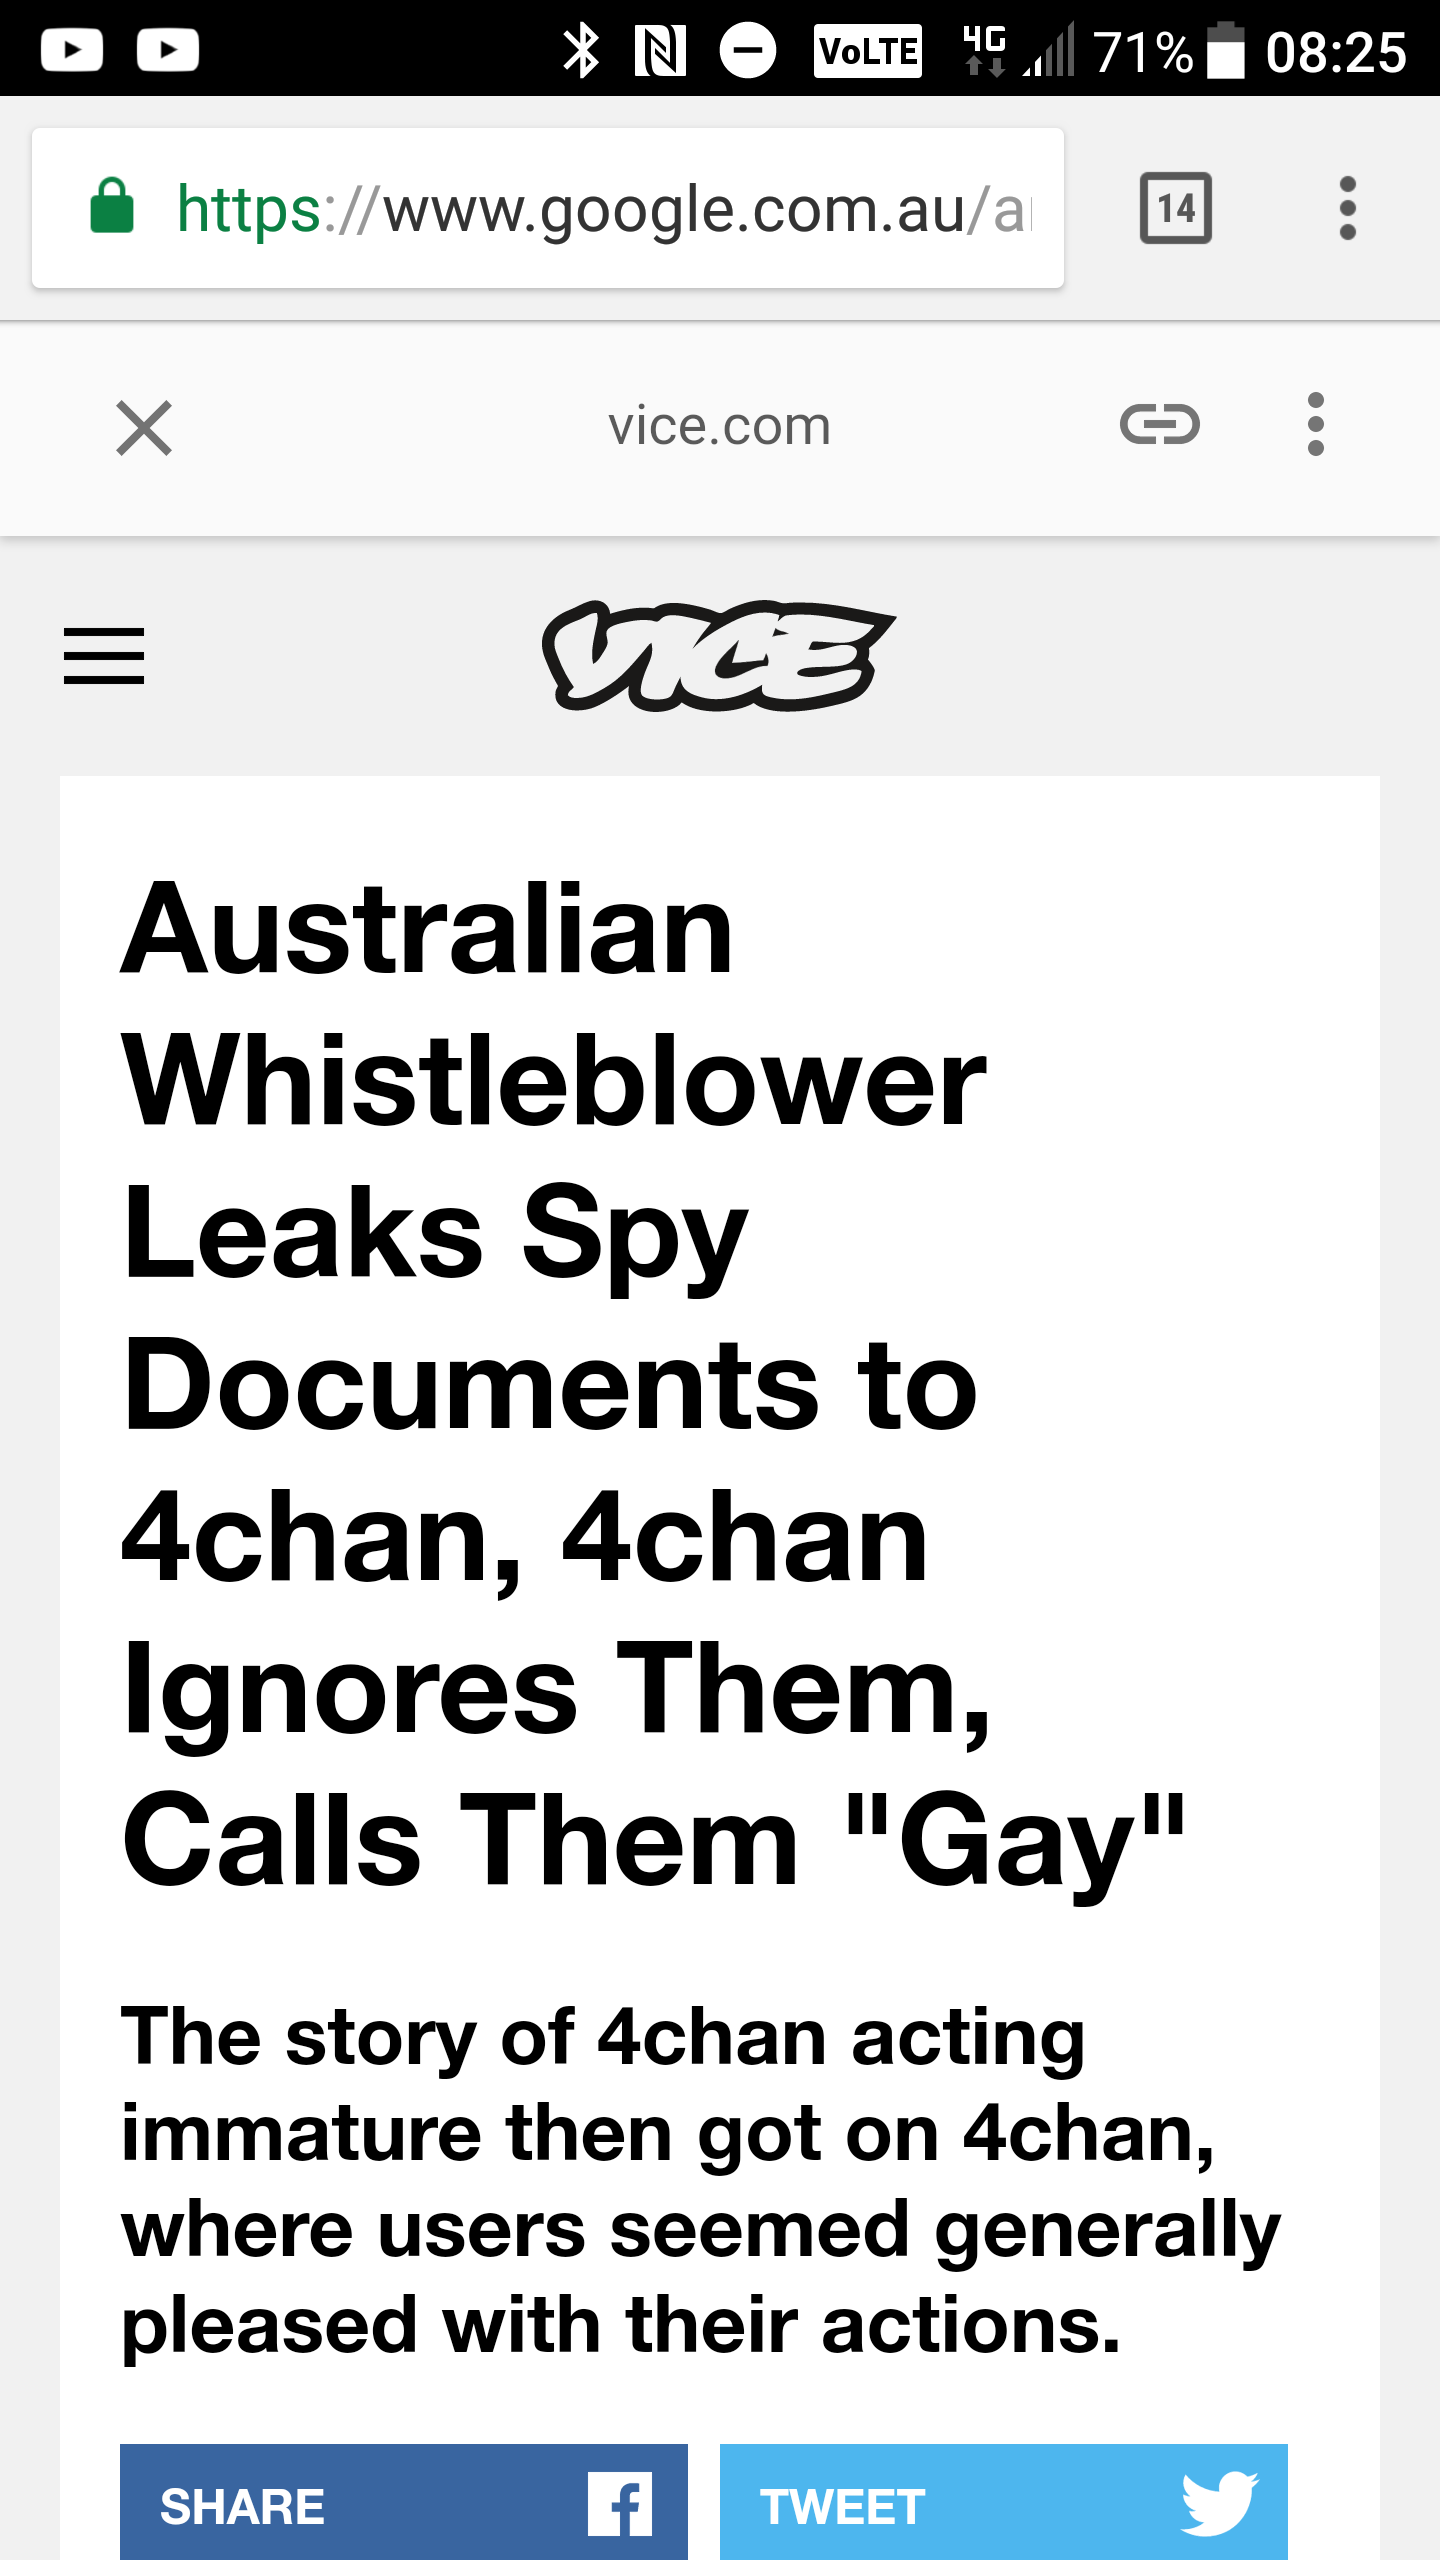 VoLTE 4G 71% 08:25
https://www.google.com.au/a
14
vice.com
VICE
Australian
Whistleblower
Leaks Spy
Documents to
4chan, 4chan
Ignores Them,
Calls Them "Gay"
The story of 4chan acting
immature then got on 4chan,
where users seemed generally
pleased with their actions.
SHARE
TWEET